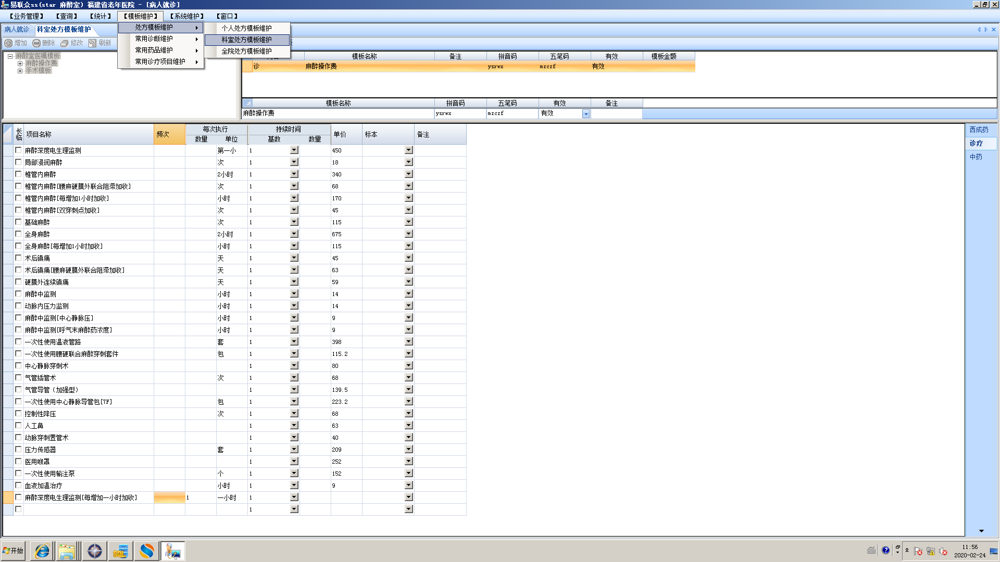 易联众ss(star 麻醉室) 福建省老年医院 - [病人就诊]
【业务管理】 【查询】 【统计】 【模板维护】 【系统维护】 【窗口】
病人就诊 科室处方模板维护
增加 删除 修改 刷新
处方模板维护
常用诊断维护
常用药品维护
常用诊疗项目维护
个人处方模板维护
科室处方模板维护
全院处方模板维护
麻醉室医嘱模板
麻醉操作费
手术模板
模板名称 备注 拼音码 五笔码 有效 模板金额
诊 麻醉操作费 ysrwx mzczf 有效
模板名称 拼音码 五笔码 有效 备注
麻醉操作费 ysrwx mzczf 有效
长临 项目名称 频次 每次执行 数量 单位 持续时间 基数 数量 单价 标本 备注
麻醉深度电生理监测 第一小 1 450
局部浸润麻醉 次 1 18
椎管内麻醉 2小时 1 340
椎管内麻醉[腰麻硬膜外联合阻滞加收] 次 1 68
椎管内麻醉[每增加1小时加收] 小时 1 170
椎管内麻醉[双穿刺点加收] 次 1 45
基础麻醉 次 1 115
全身麻醉 2小时 1 675
全身麻醉[每增加1小时加收] 小时 1 115
术后镇痛 天 1 45
术后镇痛[腰麻硬膜外联合阻滞加收] 天 1 63
硬膜外连续镇痛 天 1 59
麻醉中监测 小时 1 14
动脉内压力监测 小时 1 14
麻醉中监测[中心静脉压] 小时 1 9
麻醉中监测[呼气末麻醉药浓度] 小时 1 9
一次性使用温液管路 套 1 398
一次性使用腰硬联合麻醉穿刺套件 包 1 115.2
中心静脉穿刺术 1 80
气管插管术 次 1 68
气管导管（加强型） 1 139.5
一次性使用中心静脉导管包[7F] 包 1 223.2
控制性降压 次 1 68
人工鼻 1 63
动脉穿刺置管术 1 40
压力传感器 套 1 209
医用喉罩 1 252
一次性使用输注泵 个 1 152
血液加温治疗 小时 1 9
麻醉深度电生理监测[每增加一小时加收] 1 一小时 1
1
西成药
诊疗
中药
开始
SQL
11:56
2020-02-24